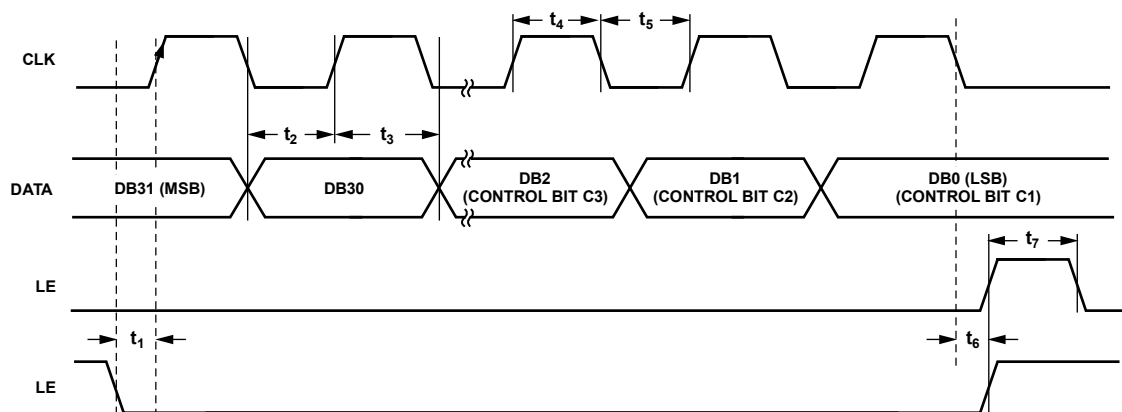 t4
t5
CLK
t2
t3
DATA
DB31 (MSB)
DB30
DB2
(CONTROL BIT C3)
DB1
(CONTROL BIT C2)
DB0 (LSB)
(CONTROL BIT C1)
t7
LE
t1
t6
LE